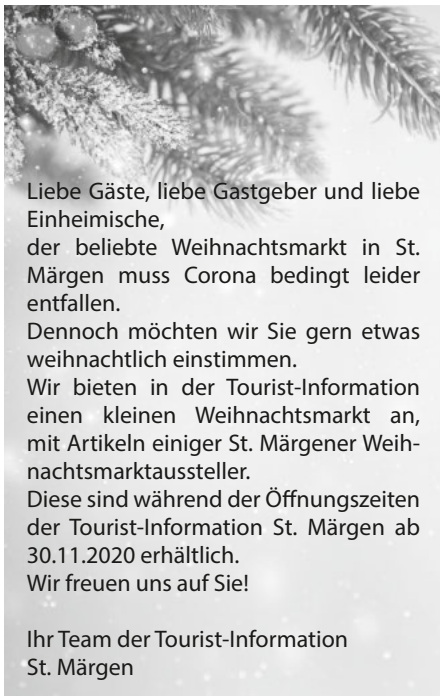 Liebe Gäste, liebe Gastgeber und liebe
Einheimische,
der beliebte Weihnachtsmarkt in St.
Märgen muss Corona bedingt leider
entfallen.
Dennoch möchten wir Sie gern etwas
weihnachtlich einstimmen.
Wir bieten in der Tourist-Information
einen kleinen Weihnachtsmarkt an,
mit Artikeln einiger St. Märgener Weih-
nachtsmarktaussteller.
Diese sind während der Öffnungszeiten
der Tourist-Information St. Märgen ab
30.11.2020 erhältlich.
Wir freuen uns auf Sie!
Ihr Team der Tourist-Information
St. Märgen